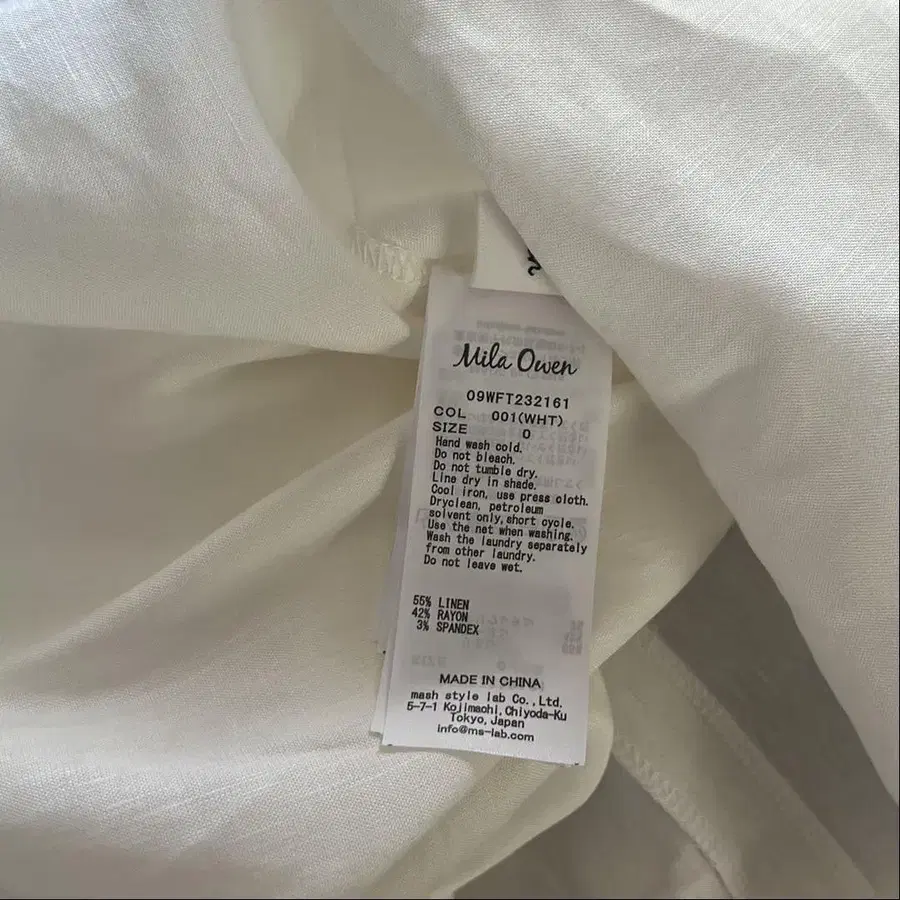 Mila Owen
09WFT232161
COL 001(WHT)
SIZE 0
Hand wash cold.
Do not bleach.
Do not tumble dry.
Line dry in shade.
Cool iron, use press cloth.
Dryclean, petroleum
solvent only,short cycle.
Use the net when washing.
Wash the laundry separately
from other laundry.
Do not leave wet.
55% LINEN
42% RAYON
3% SPANDEX
MADE IN CHINA
mash style lab Co.,Ltd.
5-7-1 Kojimachi,Chiyoda-Ku
Tokyo,Japan
info@ms-lab.com